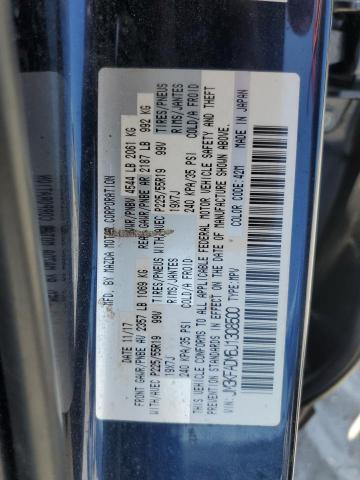 MFD. BY MAZDA MOTOR CORPORATION
DATE 11/17 GVWR/PNBV 4544 LB 2061 KG
FRONT GAWR/PNBE AV 2357 LB 1069 KG REAR GAWR/PNBE AR 2187 LB 992 KG
WITH/AVEC P225/55R19 99V TIRES/PNEUS WITH/AVEC P225/55R19 99V TIRES/PNEUS
19X7J RIMS/JANTES 19X7J RIMS/JANTES
240 KPA/35 PSI COLD/A FROID 240 KPA/35 PSI COLD/A FROID
THIS VEHICLE CONFORMS TO ALL APPLICABLE FEDERAL MOTOR VEHICLE SAFETY AND THEFT
PREVENTION STANDARDS IN EFFECT ON THE DATE OF MANUFACTURE SHOWN ABOVE.
TYPE:MPV COLOR CODE:42M MADE IN JAPAN